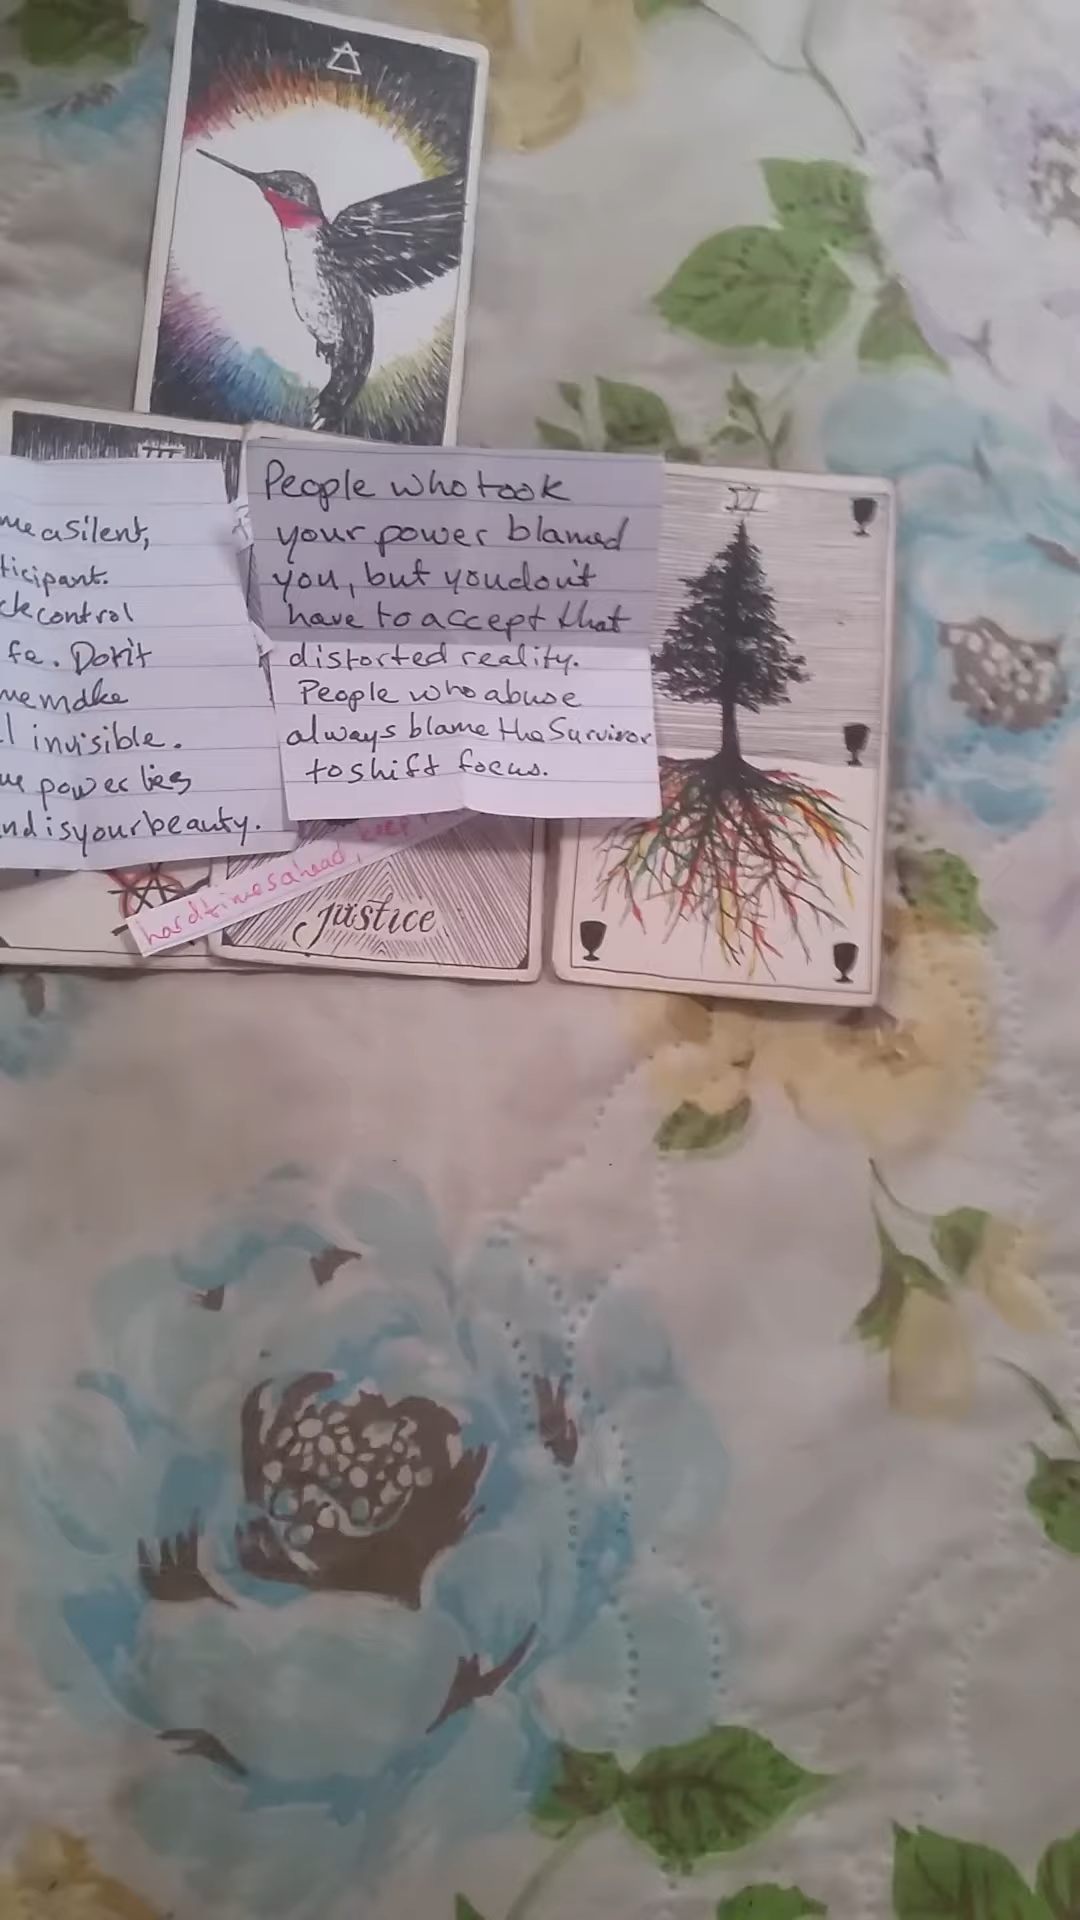 III
me a silent,
ticipant.
ck control
fe. Don't
me make
l invisible.
power lies
nd is your beauty.
People who took
your power blamed
you, but you don't
have to accept that
distorted reality.
People who abuse
always blame the Survivor
to shift focus.
hard times ahead, keep
justice